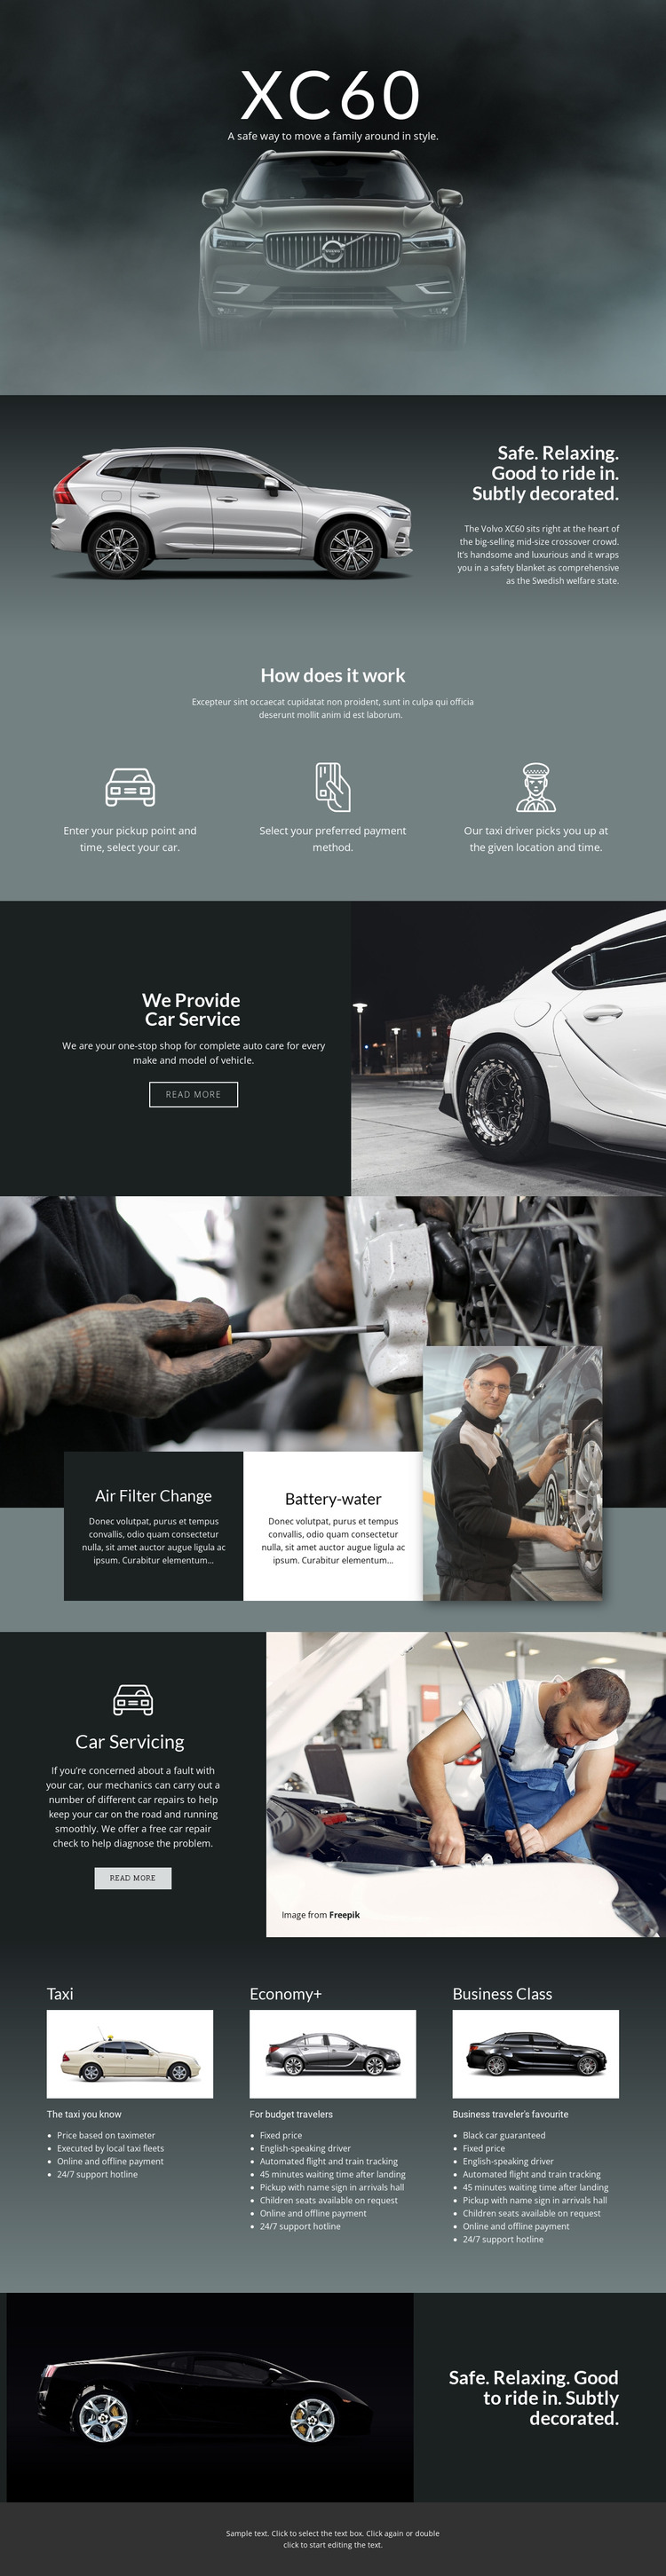 XC60
A safe way to move a family around in style.
Safe. Relaxing.
Good to ride in.
Subtly decorated.
The Volvo XC60 sits right at the heart of
the big-selling mid-size crossover crowd.
It's handsome and luxurious and it wraps
you in a safety blanket as comprehensive
as the Swedish welfare state.
How does it work
Excepteur sint occaecat cupidatat non proident, sunt in culpa qui officia
deserunt mollit anim id est laborum.
Enter your pickup point and
time, select your car.
Select your preferred payment
method.
Our taxi driver picks you up at
the given location and time.
We Provide
Car Service
We are your one-stop shop for complete auto care for every
make and model of vehicle.
READ MORE
Air Filter Change
Donec volutpat, purus et tempus
convallis, odio quam consectetur
nulla, sit amet auctor augue ligula ac
ipsum. Curabitur elementum...
Battery-water
Donec volutpat, purus et tempus
convallis, odio quam consectetur
nulla, sit amet auctor augue ligula ac
ipsum. Curabitur elementum...
Car Servicing
If you're concerned about a fault with
your car, our mechanics can carry out a
number of different car repairs to help
keep your car on the road and running
smoothly. We offer a free car repair
check to help diagnose the problem.
READ MORE
Image from Freepik
Taxi
The taxi you know
• Price based on taximeter
• Executed by local taxi fleets
• Online and offline payment
• 24/7 support hotline
Economy+
For budget travelers
• Fixed price
• English-speaking driver
• Automated flight and train tracking
• 45 minutes waiting time after landing
• Pickup with name sign in arrivals hall
• Children seats available on request
• Online and offline payment
• 24/7 support hotline
Business Class
Business traveler's favourite
• Black car guaranteed
• Fixed price
• English-speaking driver
• Automated flight and train tracking
• 45 minutes waiting time after landing
• Pickup with name sign in arrivals hall
• Children seats available on request
• Online and offline payment
• 24/7 support hotline
Safe. Relaxing. Good
to ride in. Subtly
decorated.
Sample text. Click to select the text box. Click again or double
click to start editing the text.